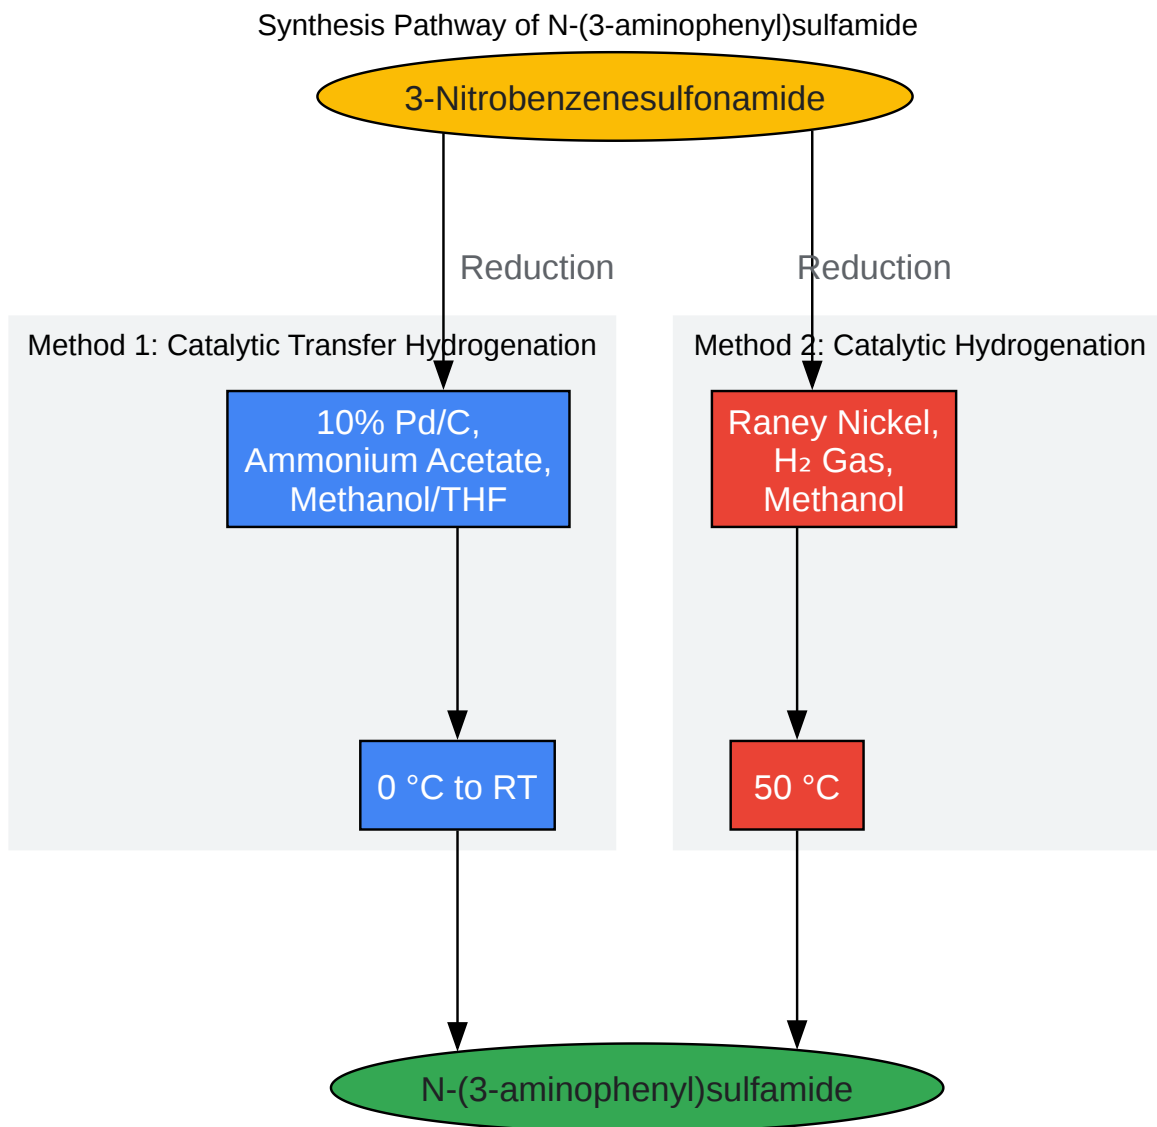 Synthesis Pathway of N-(3-aminophenyl)sulfamide
3-Nitrobenzenesulfonamide
Reduction
Reduction
Method 1: Catalytic Transfer Hydrogenation
Method 2: Catalytic Hydrogenation
10% Pd/C,
Ammonium Acetate,
Methanol/THF
Raney Nickel,
H₂ Gas,
Methanol
0 °C to RT
50 °C
N-(3-aminophenyl)sulfamide